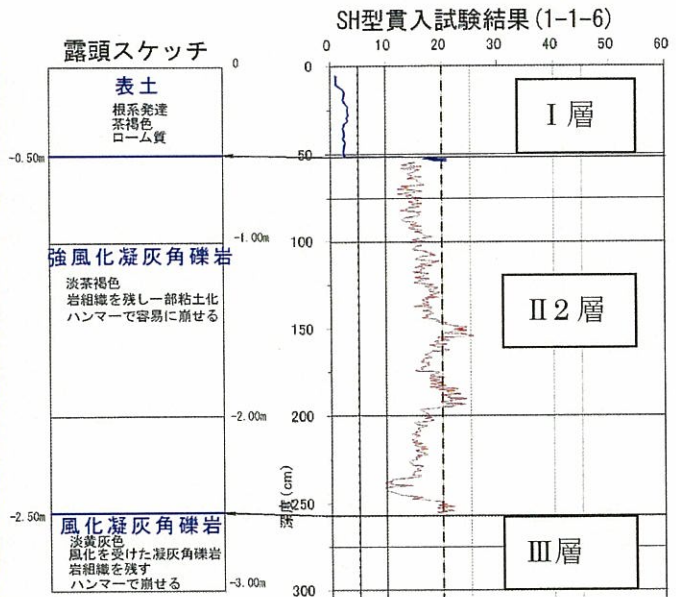 露頭スケッチ
0
表土
根系発達
茶褐色
ローム質
-0.50m
-1.00m
強風化凝灰角礫岩
淡茶褐色
岩組織を残し一部粘土化
ハンマーで容易に崩せる
-2.00m
-2.50m
風化凝灰角礫岩
淡黄灰色
風化を受けた凝灰角礫岩
岩組織を残す
ハンマーで崩せる
-3.00m
SH型貫入試験結果(1-1-6)
0 10 20 30 40 50 60
0
50
100
150
200
250
300
深度(cm)
Ⅰ層
Ⅱ2層
Ⅲ層